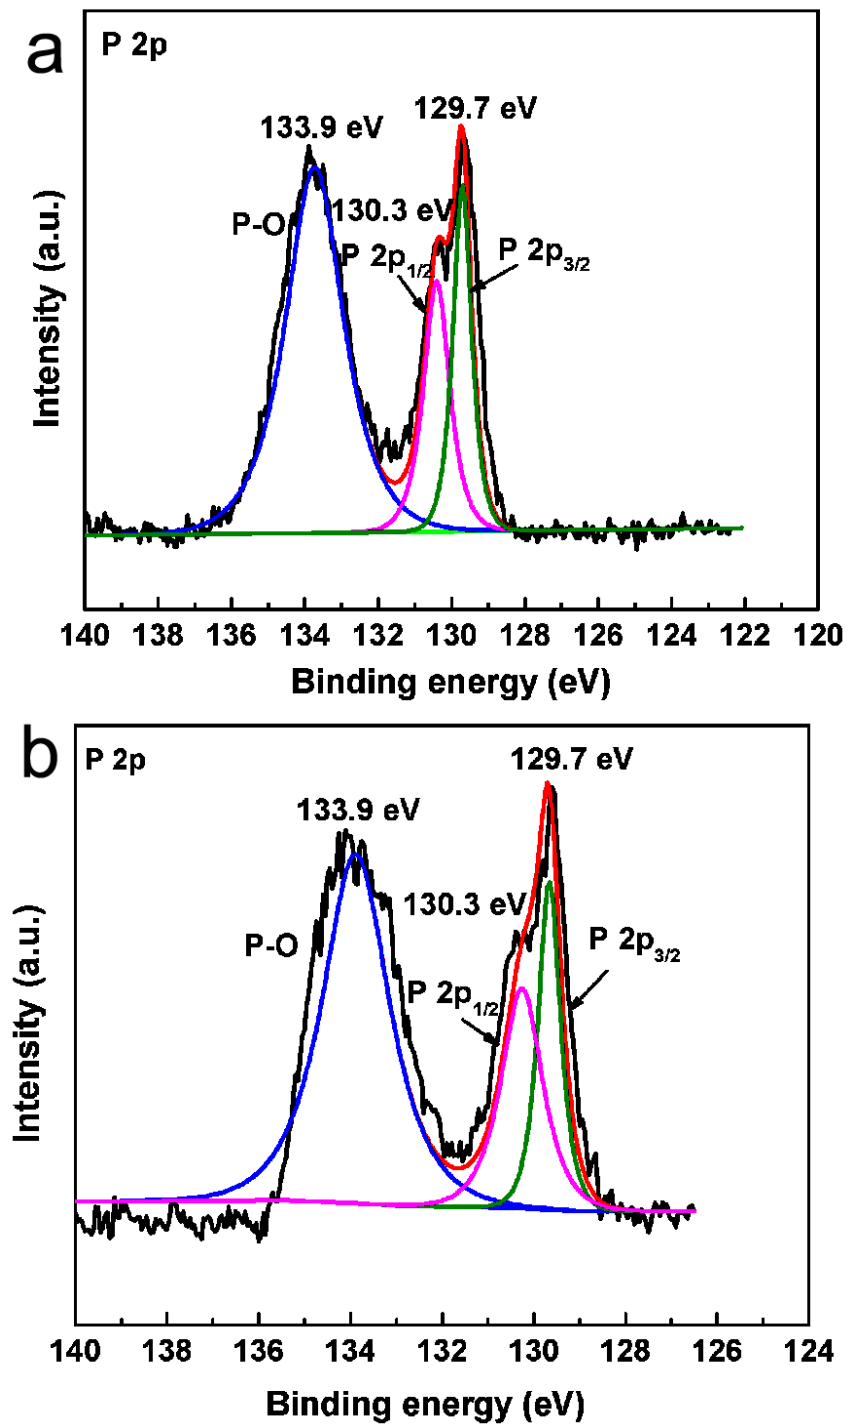 a
P 2p
129.7 eV
133.9 eV
130.3 eV
P-O
P 2p1/2
P 2p3/2
Intensity (a.u.)
140 138 136 134 132 130 128 126 124 122 120
Binding energy (eV)
b
P 2p
129.7 eV
133.9 eV
130.3 eV
P-O
P 2p3/2
P 2p1/2
Intensity (a.u.)
140 138 136 134 132 130 128 126 124
Binding energy (eV)